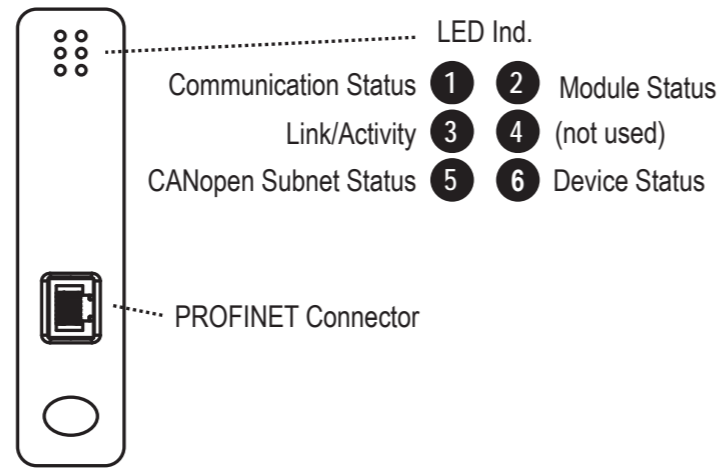 LED Ind.
Communication Status 1 2 Module Status
Link/Activity 3 4 (not used)
CANopen Subnet Status 5 6 Device Status
PROFINET Connector